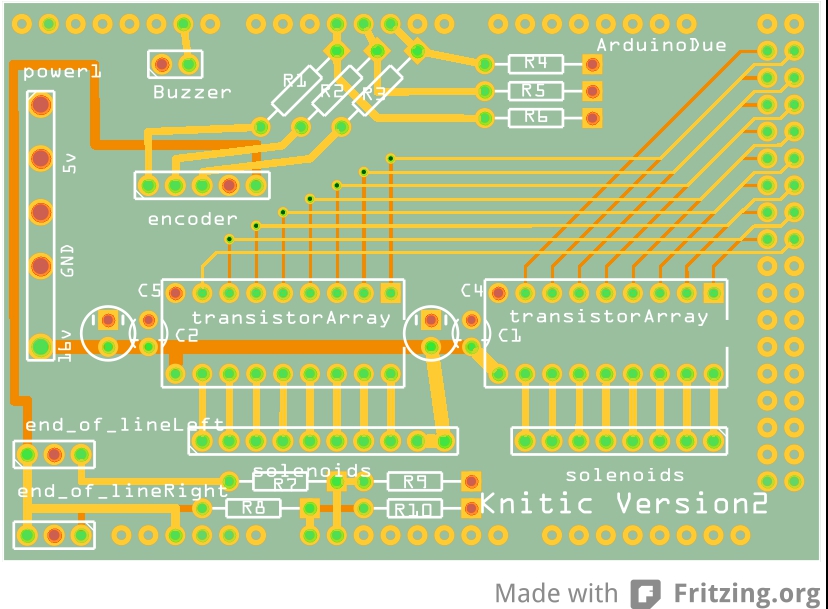 ArduinoDue
power1
Buzzer
R1
R2
R3
R4
R5
R6
5v
encoder
GND
C5
C4
transistorArray
transistorArray
16v
C2
C1
end_of_lineLeft
solenoids
solenoids
R7
R9
end_of_lineRight
R8
R10
Knitic Version2
Made with Fritzing.org